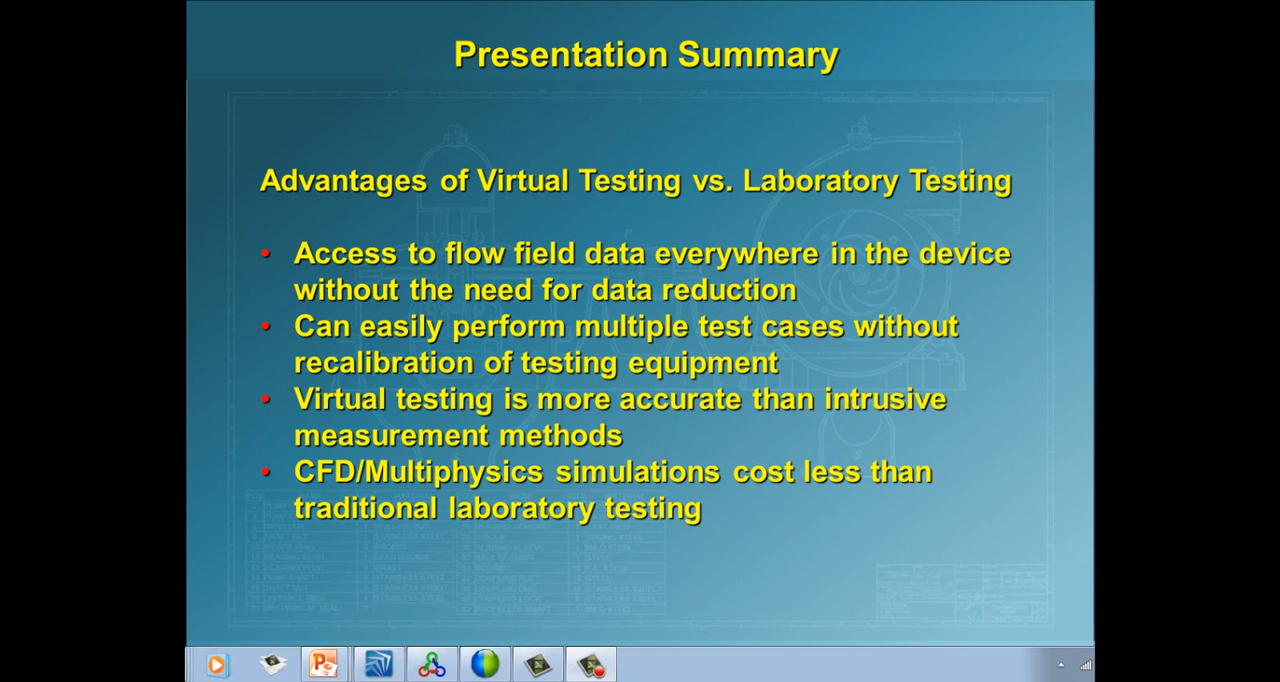 Presentation Summary
Advantages of Virtual Testing vs. Laboratory Testing
• Access to flow field data everywhere in the device
without the need for data reduction
• Can easily perform multiple test cases without
recalibration of testing equipment
• Virtual testing is more accurate than intrusive
measurement methods
• CFD/Multiphysics simulations cost less than
traditional laboratory testing